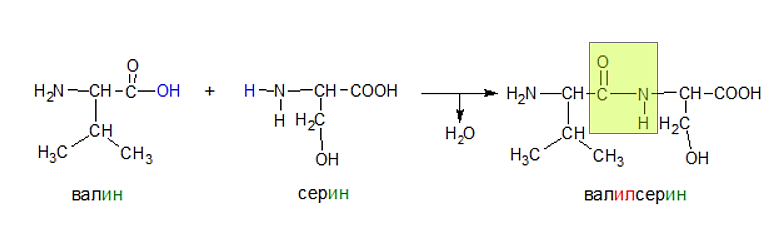 O O
H₂N—CH—C—OH + H—N—CH—COOH H₂N—CH—C—N—CH—COOH
CH H H₂C H₂O CH H H₂C
H₃C CH₃ OH H₃C CH₃ OH
валин серин валилсерин